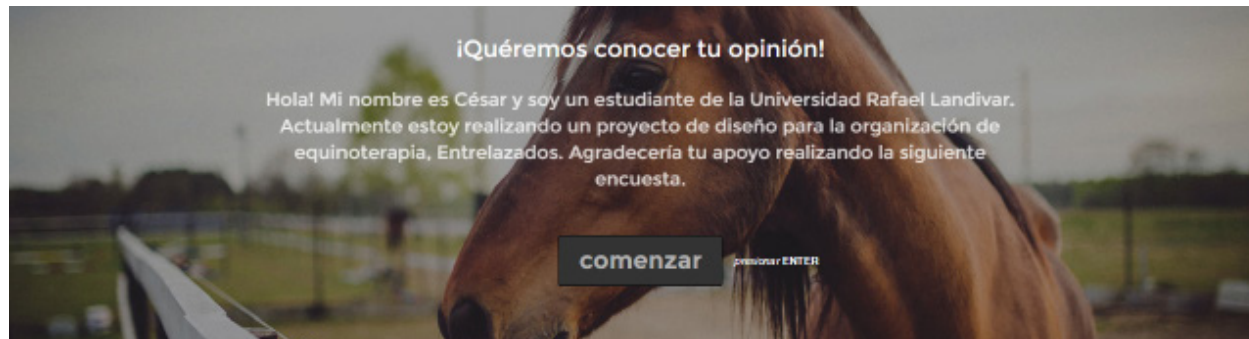 ¡Quéremos conocer tu opinión!
Hola! Mi nombre es César y soy un estudiante de la Universidad Rafael Landivar.
Actualmente estoy realizando un proyecto de diseño para la organización de
equinoterapia, Entrelazados. Agradecería tu apoyo realizando la siguiente
encuesta.
comenzar presionar ENTER